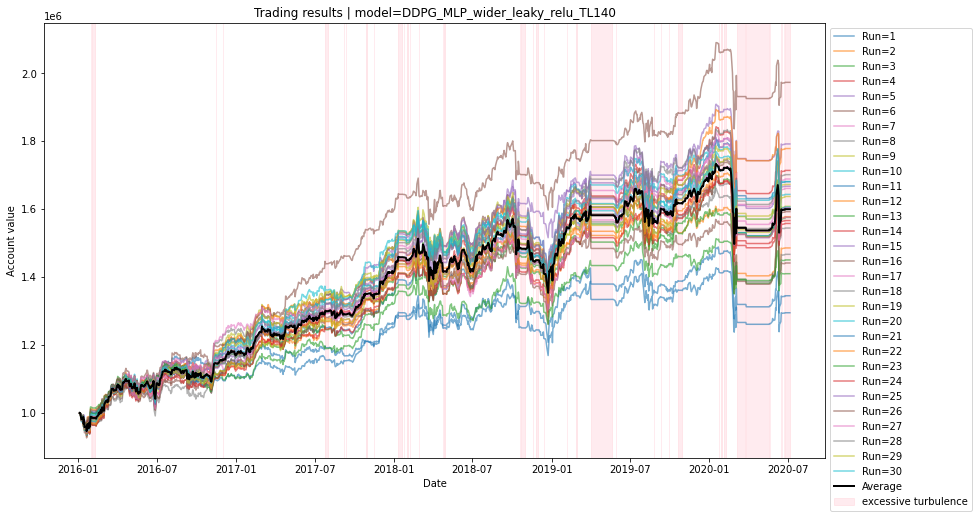 Trading results | model=DDPG_MLP_wider_leaky_relu_TL140
1e6
2.0
1.8
1.6
1.4
1.2
1.0
Account value
2016-01 2016-07 2017-01 2017-07 2018-01 2018-07 2019-01 2019-07 2020-01 2020-07
Date
Run=1
Run=2
Run=3
Run=4
Run=5
Run=6
Run=7
Run=8
Run=9
Run=10
Run=11
Run=12
Run=13
Run=14
Run=15
Run=16
Run=17
Run=18
Run=19
Run=20
Run=21
Run=22
Run=23
Run=24
Run=25
Run=26
Run=27
Run=28
Run=29
Run=30
Average
excessive turbulence